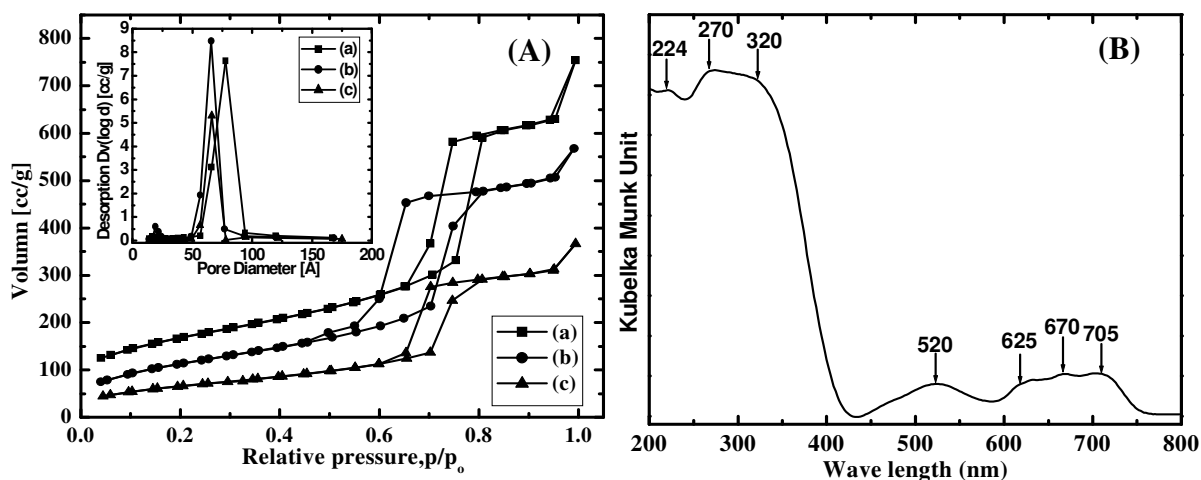 (A)
Volumn [cc/g]
800
700
600
500
400
300
200
100
0
0.0 0.2 0.4 0.6 0.8 1.0
Relative pressure,p/po
(a)
(b)
(c)
Desorption Dv(log d) [cc/g]
9
8
7
6
5
4
3
2
1
0
0 50 100 150 200
Pore Diameter [Å]
(a)
(b)
(c)
(B)
Kubelka Munk Unit
224
270
320
520
625
670
705
200 300 400 500 600 700 800
Wave length (nm)